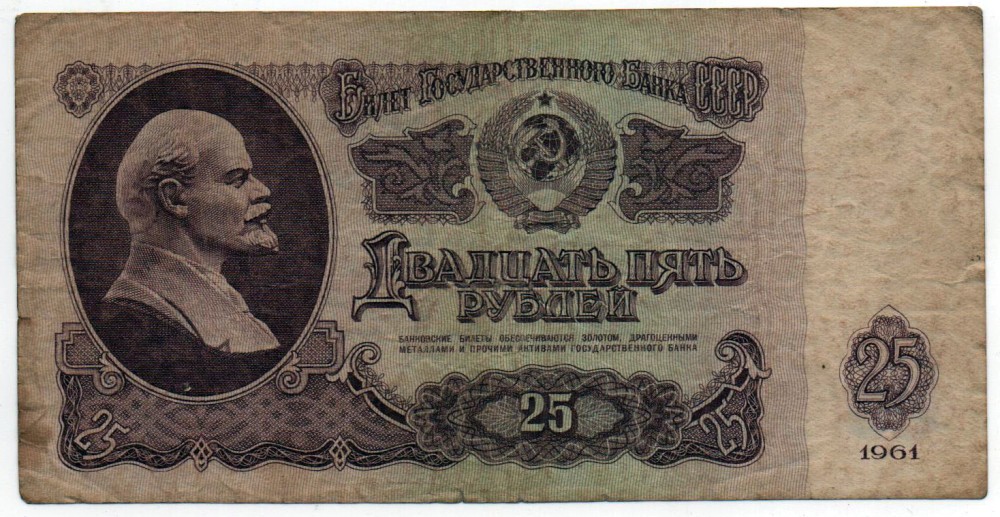 Билет Государственного Банка СССР
Двадцать пять
рублей
БАНКОВСКИЕ БИЛЕТЫ ОБЕСПЕЧИВАЮТСЯ ЗОЛОТОМ, ДРАГОЦЕННЫМИ
МЕТАЛЛАМИ И ПРОЧИМИ АКТИВАМИ ГОСУДАРСТВЕННОГО БАНКА
25
25
25
25
1961